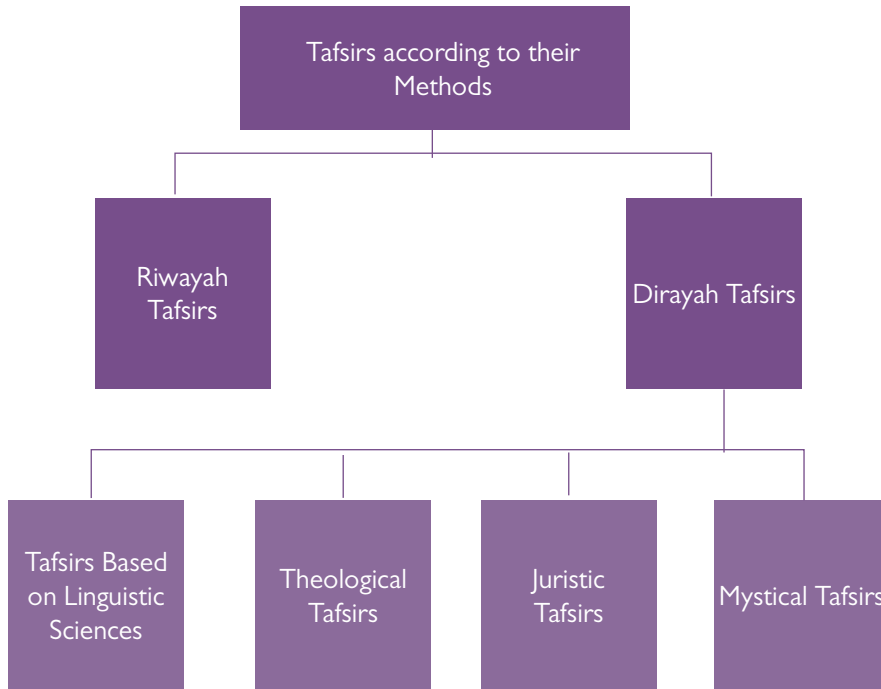 Tafsirs according to their
Methods
Riwayah
Tafsirs
Dirayah Tafsirs
Tafsirs Based
on Linguistic
Sciences
Theological
Tafsirs
Juristic
Tafsirs
Mystical Tafsirs